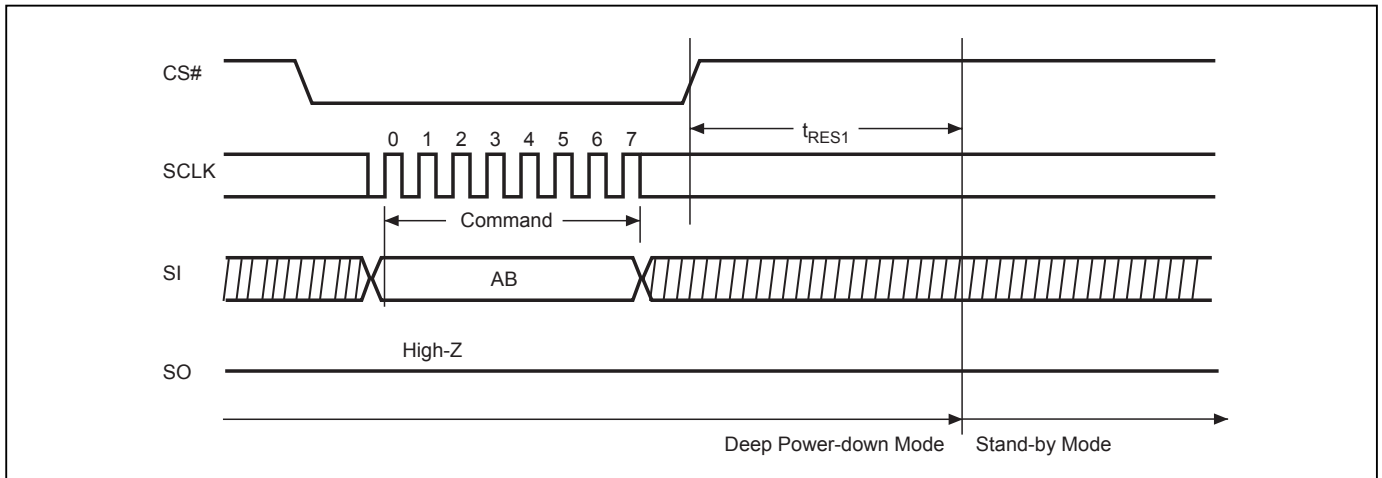 CS#
tRES1
0 1 2 3 4 5 6 7
SCLK
Command
SI
AB
High-Z
SO
Deep Power-down Mode Stand-by Mode